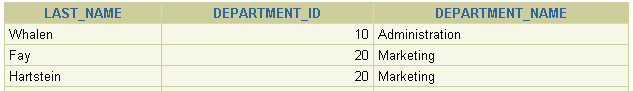 LAST_NAME DEPARTMENT_ID DEPARTMENT_NAME
Whalen 10 Administration
Fay 20 Marketing
Hartstein 20 Marketing